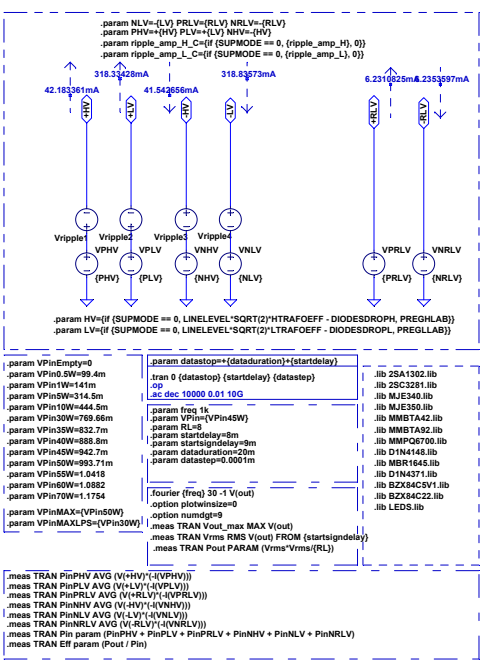 .param NLV=-{LV} PRLV={RLV} NRLV=-{RLV}
.param PHV=+{HV} PLV=+{LV} NHV=-{HV}
.param ripple_amp_H_C={if {SUPMODE == 0, {ripple_amp_H}, 0}}
.param ripple_amp_L_C={if {SUPMODE == 0, {ripple_amp_L}, 0}}
318.33428mA 318.83573mA
42.183361mA 41.542656mA
+HV +LV -HV -LV +RLV -RLV
Vripple1 Vripple2 Vripple3 Vripple4
VPHV VPLV VNHV VNLV VPRLV VNRLV
{PHV} {PLV} {NHV} {NLV} {PRLV} {NRLV}
.param HV={if {SUPMODE == 0, LINELEVEL*SQRT(2)*HTRAFOEFF - DIODESDROPH, PREGHLAB}}
.param LV={if {SUPMODE == 0, LINELEVEL*SQRT(2)*LTRAFOEFF - DIODESDROPL, PREGLLAB}}
.param VPinEmpty=0
.param VPin0.5W=99.4m
.param VPin1W=141m
.param VPin5W=314.5m
.param VPin10W=444.5m
.param VPin30W=769.66m
.param VPin35W=832.7m
.param VPin40W=888.8m
.param VPin45W=942.7m
.param VPin50W=993.71m
.param VPin55W=1.0418
.param VPin60W=1.0882
.param VPin70W=1.1754
.param VPinMAX={VPin50W}
.param VPinMAXLPS={VPin30W}
.param datastop=+{dataduration}+{startdelay}
.tran 0 {datastop} {startdelay} {datastep}
.op
.ac dec 10000 0.01 10G
.param freq 1k
.param VPin={VPin45W}
.param RL=8
.param startdelay=8m
.param startsigndelay=9m
.param dataduration=20m
.param datastep=0.0001m
.fourier {freq} 30 -1 V(out)
.option plotwinsize=0
.option numdgt=9
.meas TRAN Vout_max MAX V(out)
.meas TRAN Vrms RMS V(out) FROM {startsigndelay}
.meas TRAN Pout PARAM (Vrms*Vrms/{RL})
.lib 2SA1302.lib
.lib 2SC3281.lib
.lib MJE340.lib
.lib MJE350.lib
.lib MMBTA42.lib
.lib MMBTA92.lib
.lib MMPQ6700.lib
.lib D1N4148.lib
.lib MBR1645.lib
.lib D1N4371.lib
.lib BZX84C5V1.lib
.lib BZX84C22.lib
.lib LEDS.lib
.meas TRAN PinPHV AVG (V(+HV)*(-I(VPHV)))
.meas TRAN PinPLV AVG (V(+LV)*(-I(VPLV)))
.meas TRAN PinPRLV AVG (V(+RLV)*(-I(VPRLV)))
.meas TRAN PinNHV AVG (V(-HV)*(-I(VNHV)))
.meas TRAN PinNLV AVG (V(-LV)*(-I(VNLV)))
.meas TRAN PinNRLV AVG (V(-RLV)*(-I(VNRLV)))
.meas TRAN Pin param (PinPHV + PinPLV + PinPRLV + PinNHV + PinNLV + PinNRLV)
.meas TRAN Eff param (Pout / Pin)